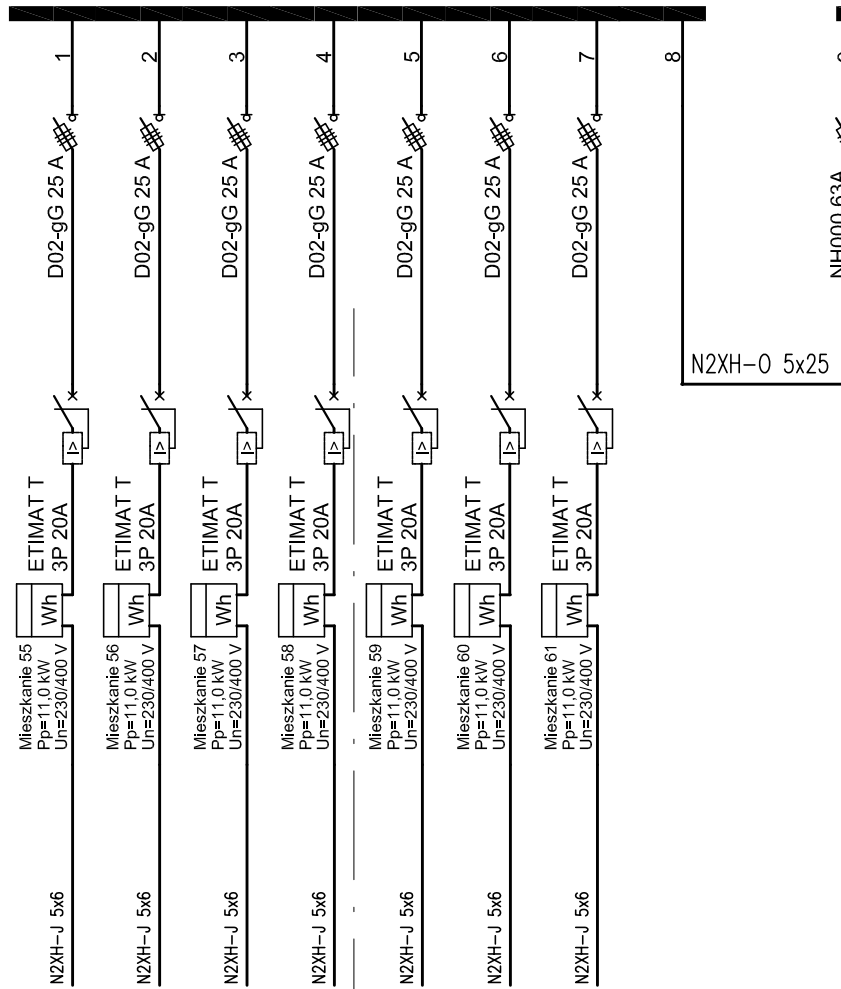 1
D02-gG 25 A
I>
ETIMAT T
3P 20A
Wh
Mieszkanie 55
Pp=11,0 kW
Un=230/400 V
N2XH-J 5x6
2
D02-gG 25 A
I>
ETIMAT T
3P 20A
Wh
Mieszkanie 56
Pp=11,0 kW
Un=230/400 V
N2XH-J 5x6
3
D02-gG 25 A
I>
ETIMAT T
3P 20A
Wh
Mieszkanie 57
Pp=11,0 kW
Un=230/400 V
N2XH-J 5x6
4
D02-gG 25 A
I>
ETIMAT T
3P 20A
Wh
Mieszkanie 58
Pp=11,0 kW
Un=230/400 V
N2XH-J 5x6
5
D02-gG 25 A
I>
ETIMAT T
3P 20A
Wh
Mieszkanie 59
Pp=11,0 kW
Un=230/400 V
N2XH-J 5x6
6
D02-gG 25 A
I>
ETIMAT T
3P 20A
Wh
Mieszkanie 60
Pp=11,0 kW
Un=230/400 V
N2XH-J 5x6
7
D02-gG 25 A
I>
ETIMAT T
3P 20A
Wh
Mieszkanie 61
Pp=11,0 kW
Un=230/400 V
N2XH-J 5x6
8
N2XH-O 5x25
NH000 63A